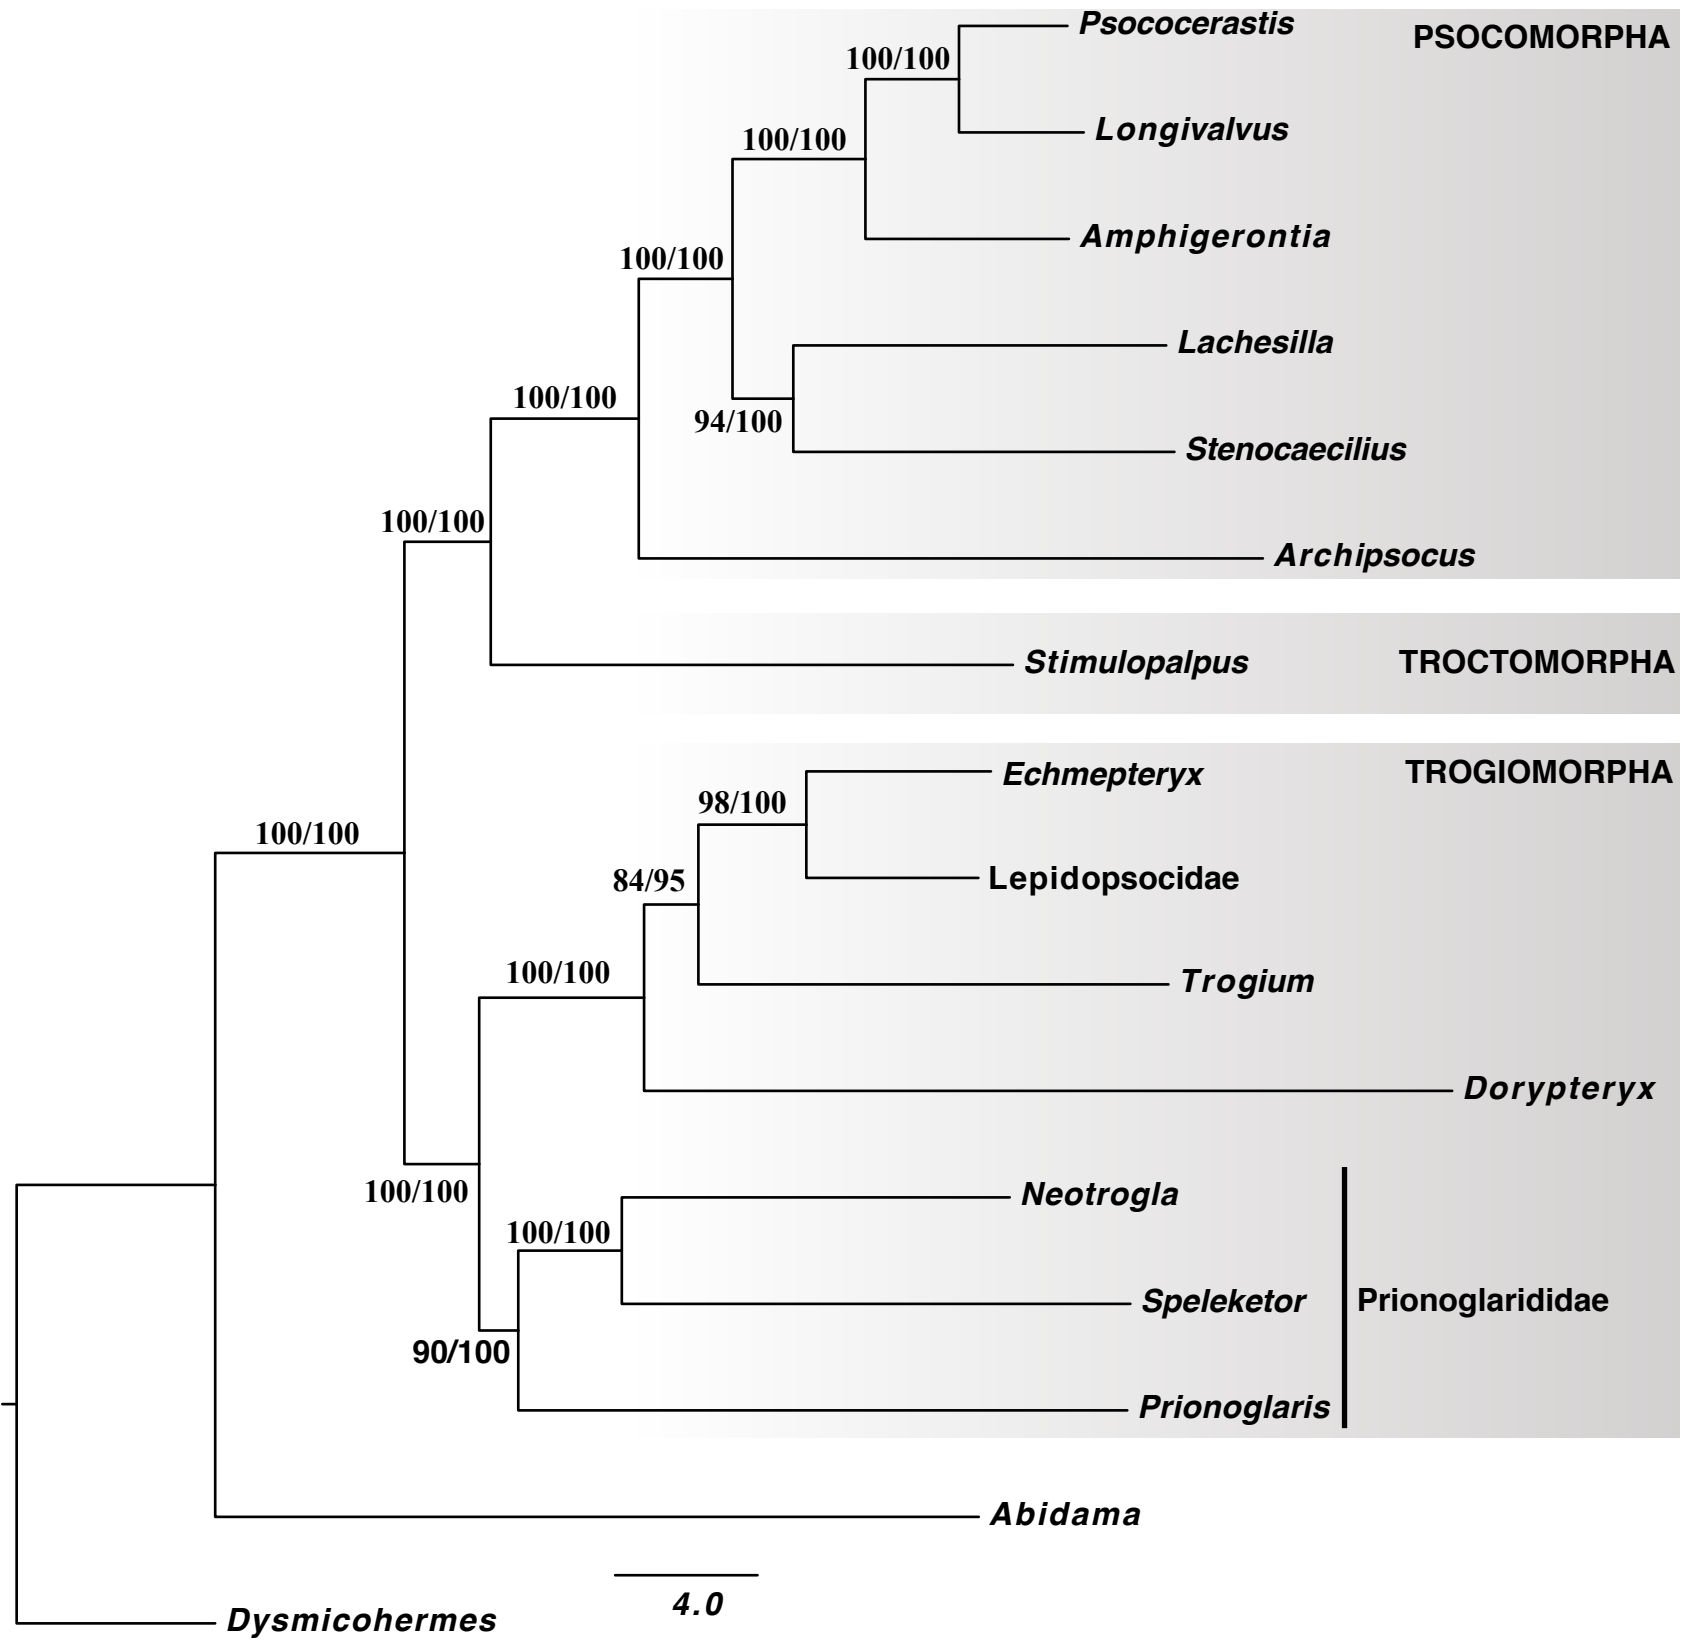 Psococerastis
PSOCOMORPHA
100/100
Longivalvus
100/100
Amphigerontia
100/100
Lachesilla
100/100
94/100
Stenocaecilius
100/100
Archipsocus
Stimulopalpus
TROCTOMORPHA
Echmepteryx
TROGIOMORPHA
98/100
100/100
84/95
Lepidopsocidae
100/100
Trogium
Dorypteryx
100/100
Neotrogla
100/100
Speleketor
Prionoglarididae
90/100
Prionoglaris
Abidama
4.0
Dysmicohermes